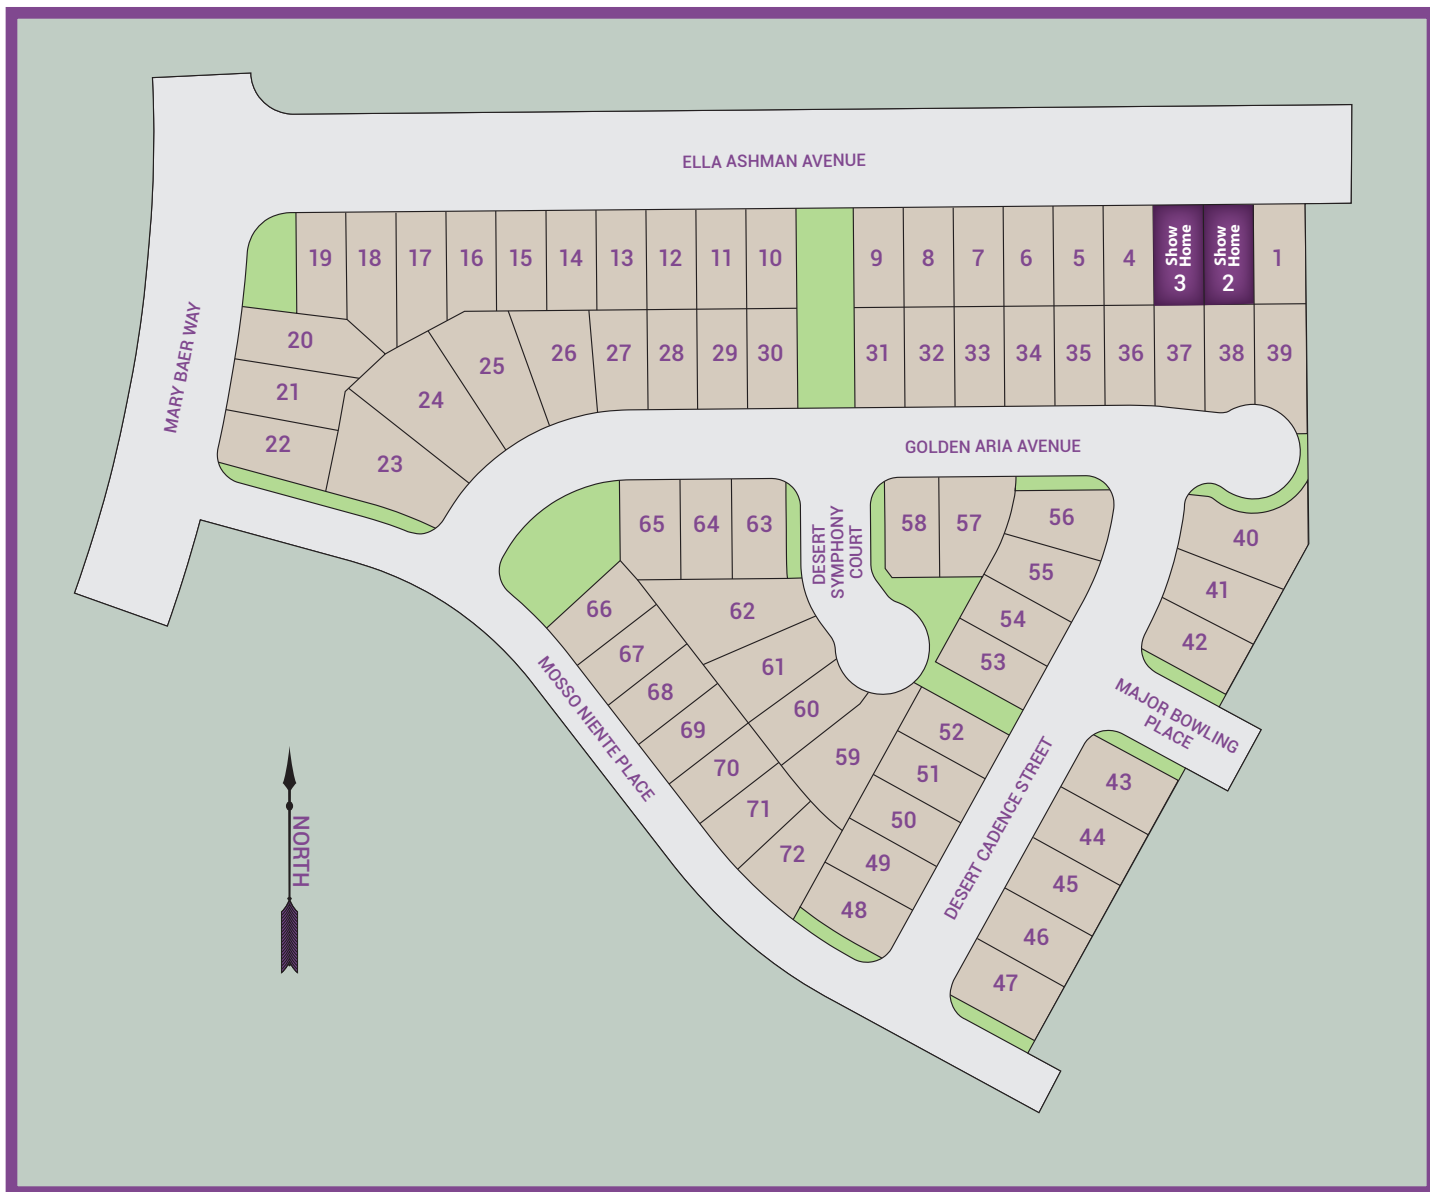 ELLA ASHMAN AVENUE
19 18 17 16 15 14 13 12 11 10 9 8 7 6 5 4
Show
Home
3
Show
Home
2
1
MARY BAER WAY
20
21
22
23
24
25
26 27 28 29 30 31 32 33 34 35 36 37 38 39
GOLDEN ARIA AVENUE
65 64 63
DESERT
SYMPHONY
COURT
58 57 56
55
54
53
40
41
42
66
67
68
69
70
71
72
62
61
60
59
52
51
50
49
48
MOSSO NIENTE PLACE
DESERT CADENCE STREET
MAJOR BOWLING
PLACE
43
44
45
46
47
NORTH